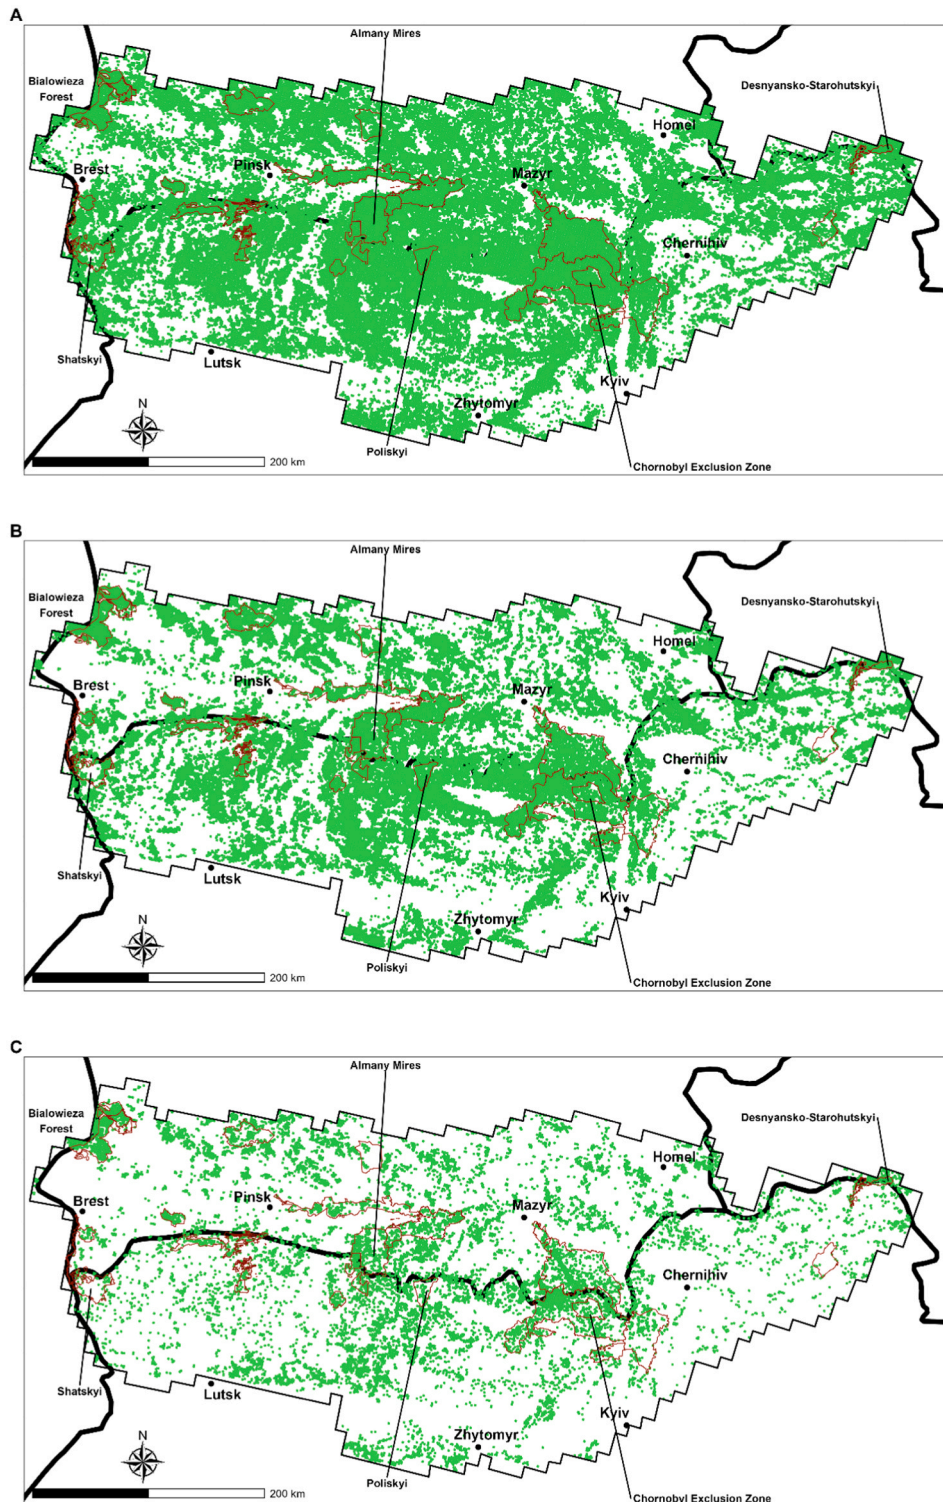 A
Almany Mires
Bialowieza
Forest
Desnyansko-Starohutskyi
Homel
Brest
Pinsk
Mazyr
Chernihiv
Shatskyi
Lutsk
Kyiv
N
Zhytomyr
Poliskyi
200 km
Chornobyl Exclusion Zone
B
Almany Mires
Bialowieza
Forest
Desnyansko-Starohutskyi
Homel
Brest
Pinsk
Mazyr
Chernihiv
Shatskyi
Lutsk
Kyiv
N
Zhytomyr
Poliskyi
200 km
Chornobyl Exclusion Zone
C
Almany Mires
Bialowieza
Forest
Desnyansko-Starohutskyi
Homel
Brest
Pinsk
Mazyr
Chernihiv
Shatskyi
Lutsk
Kyiv
N
Zhytomyr
Poliskyi
200 km
Chornobyl Exclusion Zone